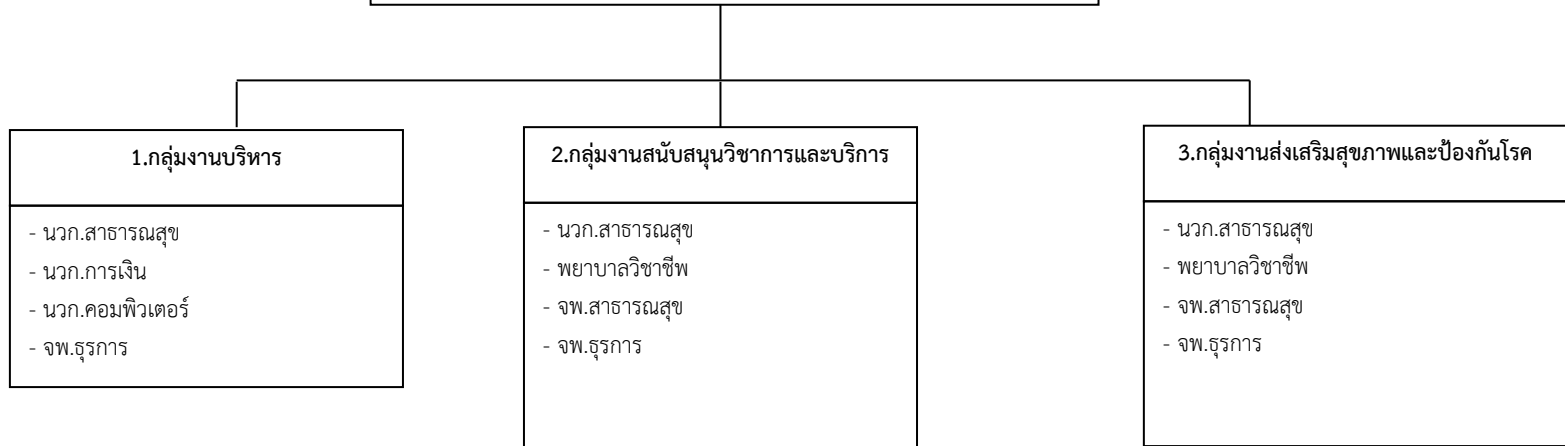 1.กลุ่มงานบริหาร
- นวก.สาธารณสุข
- นวก.การเงิน
- นวก.คอมพิวเตอร์
- จพ.ธุรการ
2.กลุ่มงานสนับสนุนวิชาการและบริการ
- นวก.สาธารณสุข
- พยาบาลวิชาชีพ
- จพ.สาธารณสุข
- จพ.ธุรการ
3.กลุ่มงานส่งเสริมสุขภาพและป้องกันโรค
- นวก.สาธารณสุข
- พยาบาลวิชาชีพ
- จพ.สาธารณสุข
- จพ.ธุรการ